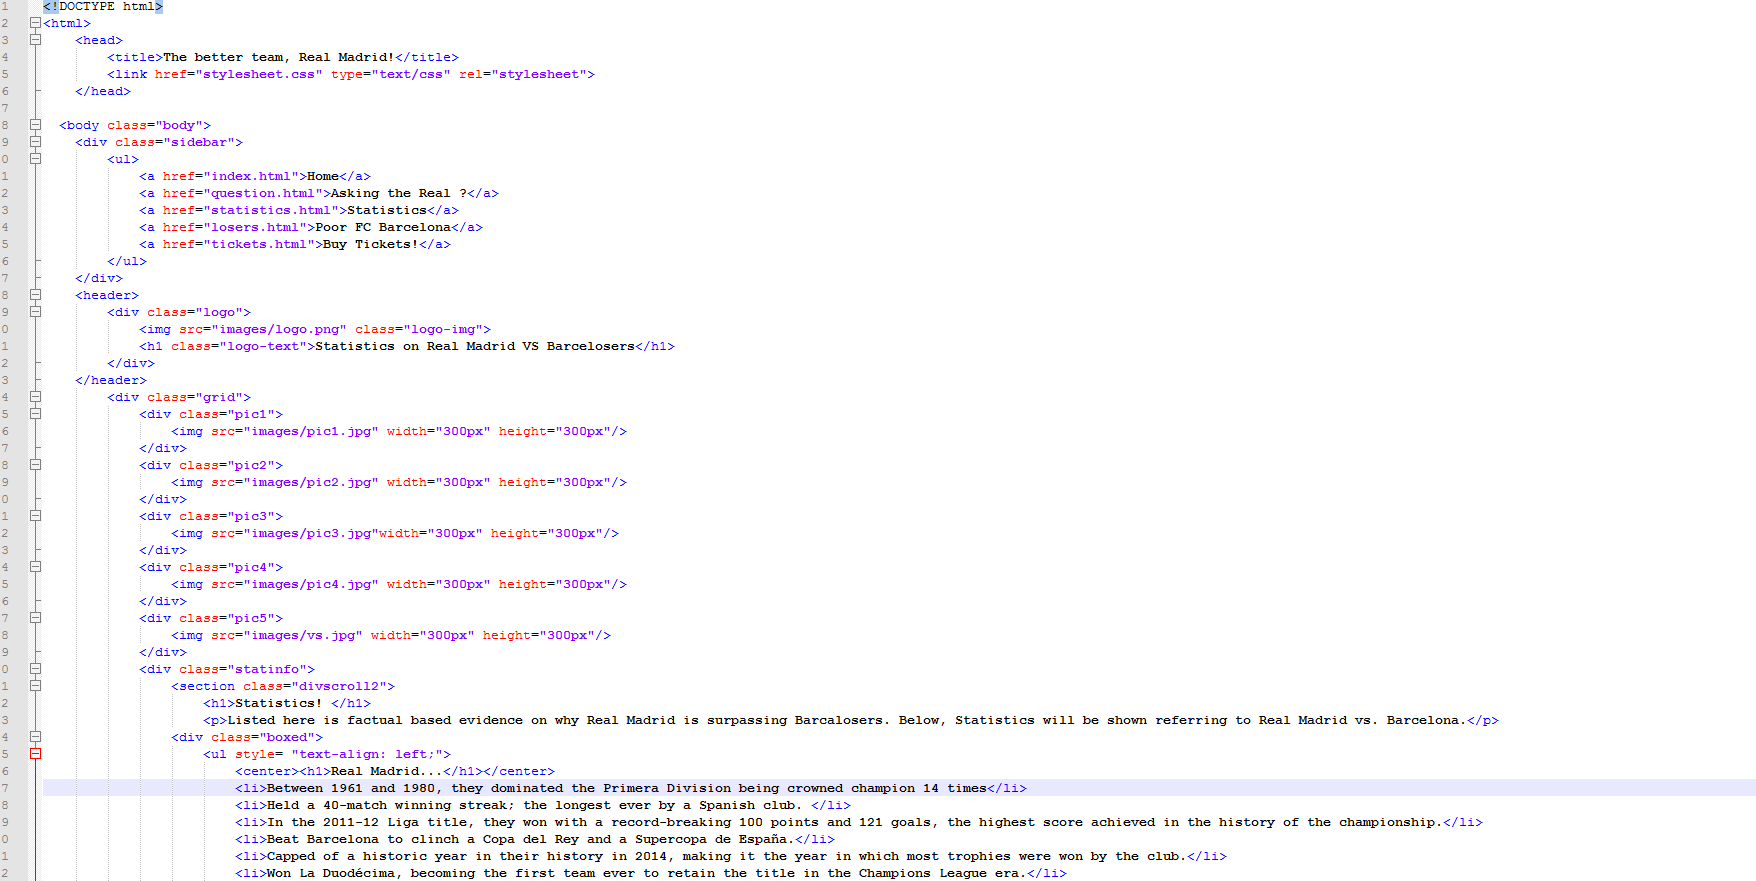 1 <!DOCTYPE html>
2 <html>
3 <head>
4 <title>The better team, Real Madrid!</title>
5 <link href="stylesheet.css" type="text/css" rel="stylesheet">
6 </head>
7
8 <body class="body">
9 <div class="sidebar">
0 <ul>
1 <a href="index.html">Home</a>
2 <a href="question.html">Asking the Real ?</a>
3 <a href="statistics.html">Statistics</a>
4 <a href="losers.html">Poor FC Barcelona</a>
5 <a href="tickets.html">Buy Tickets!</a>
6 </ul>
7 </div>
8 <header>
9 <div class="logo">
0 <img src="images/logo.png" class="logo-img">
1 <h1 class="logo-text">Statistics on Real Madrid VS Barcelosers</h1>
2 </div>
3 </header>
4 <div class="grid">
5 <div class="pic1">
6 <img src="images/pic1.jpg" width="300px" height="300px"/>
7 </div>
8 <div class="pic2">
9 <img src="images/pic2.jpg" width="300px" height="300px"/>
0 </div>
1 <div class="pic3">
2 <img src="images/pic3.jpg"width="300px" height="300px"/>
3 </div>
4 <div class="pic4">
5 <img src="images/pic4.jpg" width="300px" height="300px"/>
6 </div>
7 <div class="pic5">
8 <img src="images/vs.jpg" width="300px" height="300px"/>
9 </div>
0 <div class="statinfo">
1 <section class="divscroll2">
2 <h1>Statistics! </h1>
3 <p>Listed here is factual based evidence on why Real Madrid is surpassing Barcalosers. Below, Statistics will be shown referring to Real Madrid vs. Barcelona.</p>
4 <div class="boxed">
5 <ul style= "text-align: left;">
6 <center><h1>Real Madrid...</h1></center>
7 <li>Between 1961 and 1980, they dominated the Primera Division being crowned champion 14 times</li>
8 <li>Held a 40-match winning streak; the longest ever by a Spanish club. </li>
9 <li>In the 2011-12 Liga title, they won with a record-breaking 100 points and 121 goals, the highest score achieved in the history of the championship.</li>
0 <li>Beat Barcelona to clinch a Copa del Rey and a Supercopa de España.</li>
1 <li>Capped of a historic year in their history in 2014, making it the year in which most trophies were won by the club.</li>
2 <li>Won La Duodécima, becoming the first team ever to retain the title in the Champions League era.</li>